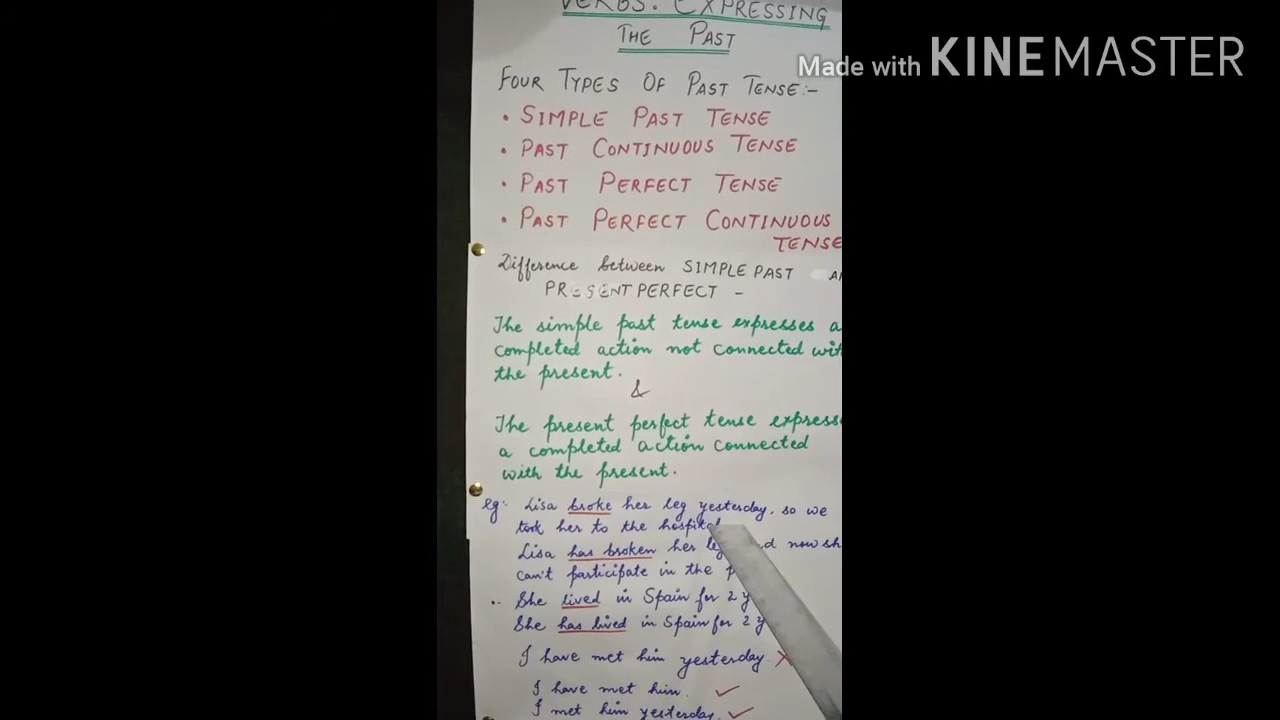 VERBS: EXPRESSING
THE PAST
Made with KINEMASTER
FOUR TYPES OF PAST TENSE:-
• SIMPLE PAST TENSE
• PAST CONTINUOUS TENSE
• PAST PERFECT TENSE
• PAST PERFECT CONTINUOUS
TENSE
Difference between SIMPLE PAST
PRESENT PERFECT -
The simple past tense expresses a
completed action not connected
the present.
&
The present perfect tense
a completed action connected
with the present.
eg:- Lisa broke her leg yesterday, so we
took her to the
Lisa has broken her now
can't participate in the
She lived in Spain for 2
She has lived in Spain for 2
I have met him yesterday ✗
I have met him. ✓
I met him yesterday. ✓